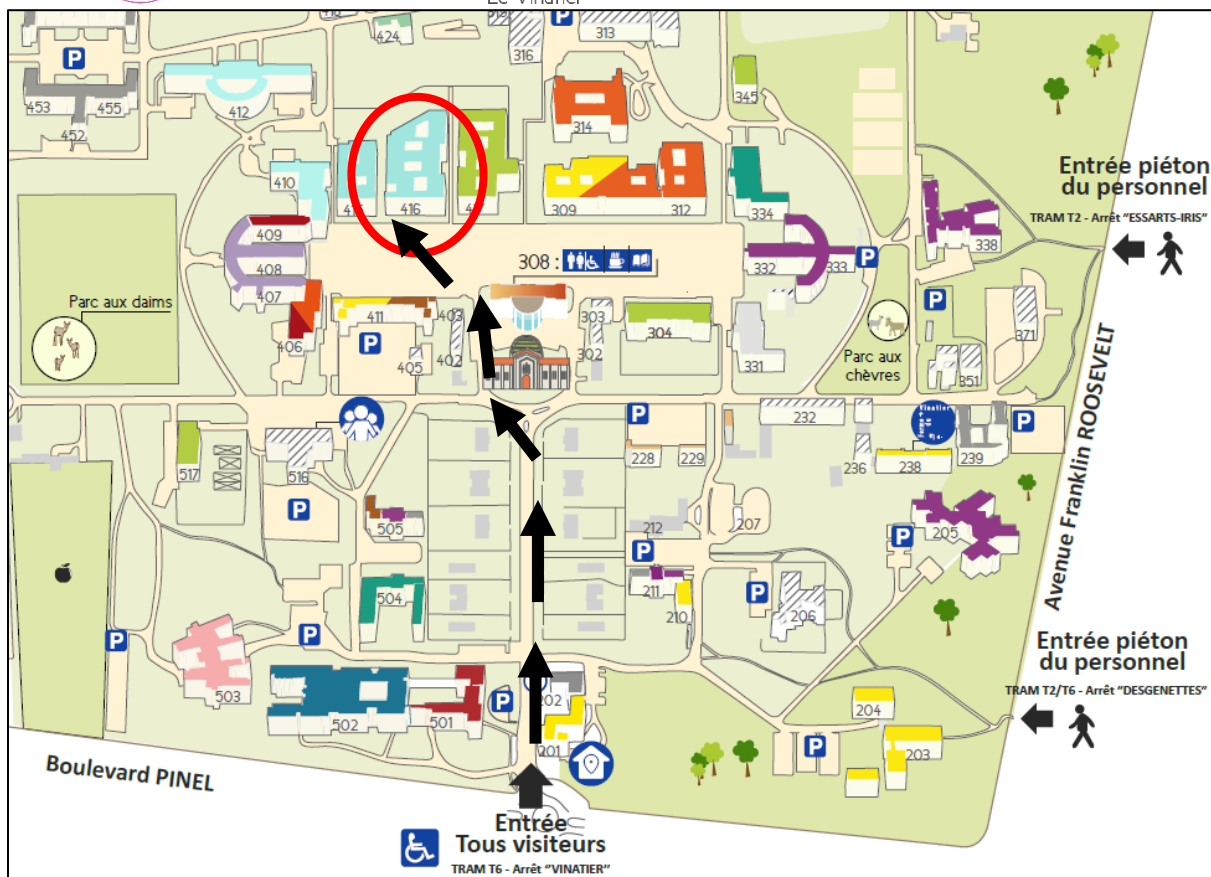 424
316
313
453
455
452
412
345
314
410
415
416
309
312
334
409
408
407
332
333
338
308 :
Entrée piéton
du personnel
TRAM T2 - Arrêt "ESSARTS-IRIS"
Parc aux daims
411
403
402
405
406
303
302
304
331
Parc aux
chèvres
371
351
517
516
228
229
232
236
238
239
505
504
212
207
205
211
210
206
Avenue Franklin ROOSEVELT
Entrée piéton
du personnel
TRAM T2/T6 - Arrêt "DESGENETTES"
503
502
501
202
201
204
203
P
P
P
P
P
P
P
P
P
P
P
P
P
P
Boulevard PINEL
Entrée
Tous visiteurs
TRAM T6 - Arrêt "VINATIER"